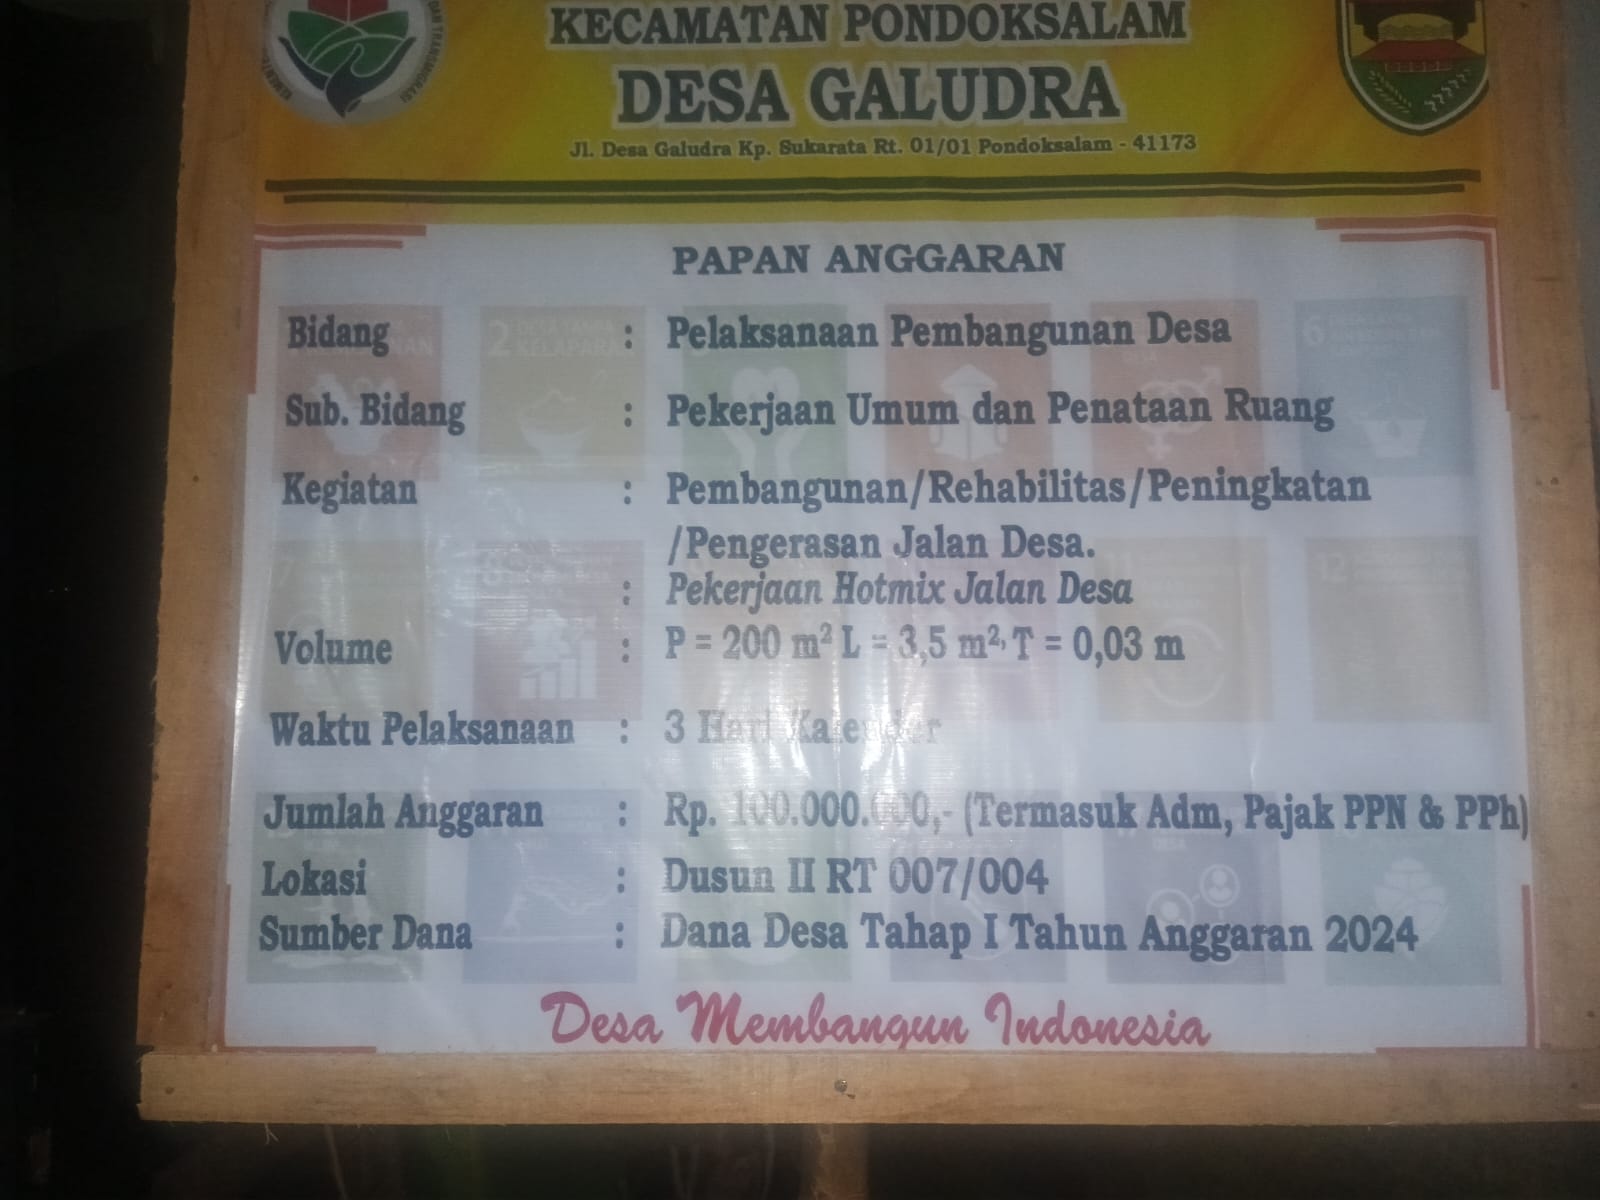 KECAMATAN PONDOKSALAM
DESA GALUDRA
Jl. Desa Galudra Kp. Sukarata Rt. 01/01 Pondoksalam - 41173
PAPAN ANGGARAN
Bidang : Pelaksanaan Pembangunan Desa
Sub. Bidang : Pekerjaan Umum dan Penataan Ruang
Kegiatan : Pembangunan/Rehabilitas/Peningkatan
/Pengerasan Jalan Desa.
: Pekerjaan Hotmix Jalan Desa
Volume : P = 200 m² L = 3,5 m², T = 0,03 m
Waktu Pelaksanaan : 3 Hari Kalender
Jumlah Anggaran : Rp. 100.000.000,- (Termasuk Adm, Pajak PPN & PPh)
Lokasi : Dusun II RT 007/004
Sumber Dana : Dana Desa Tahap I Tahun Anggaran 2024
Desa Membangun Indonesia